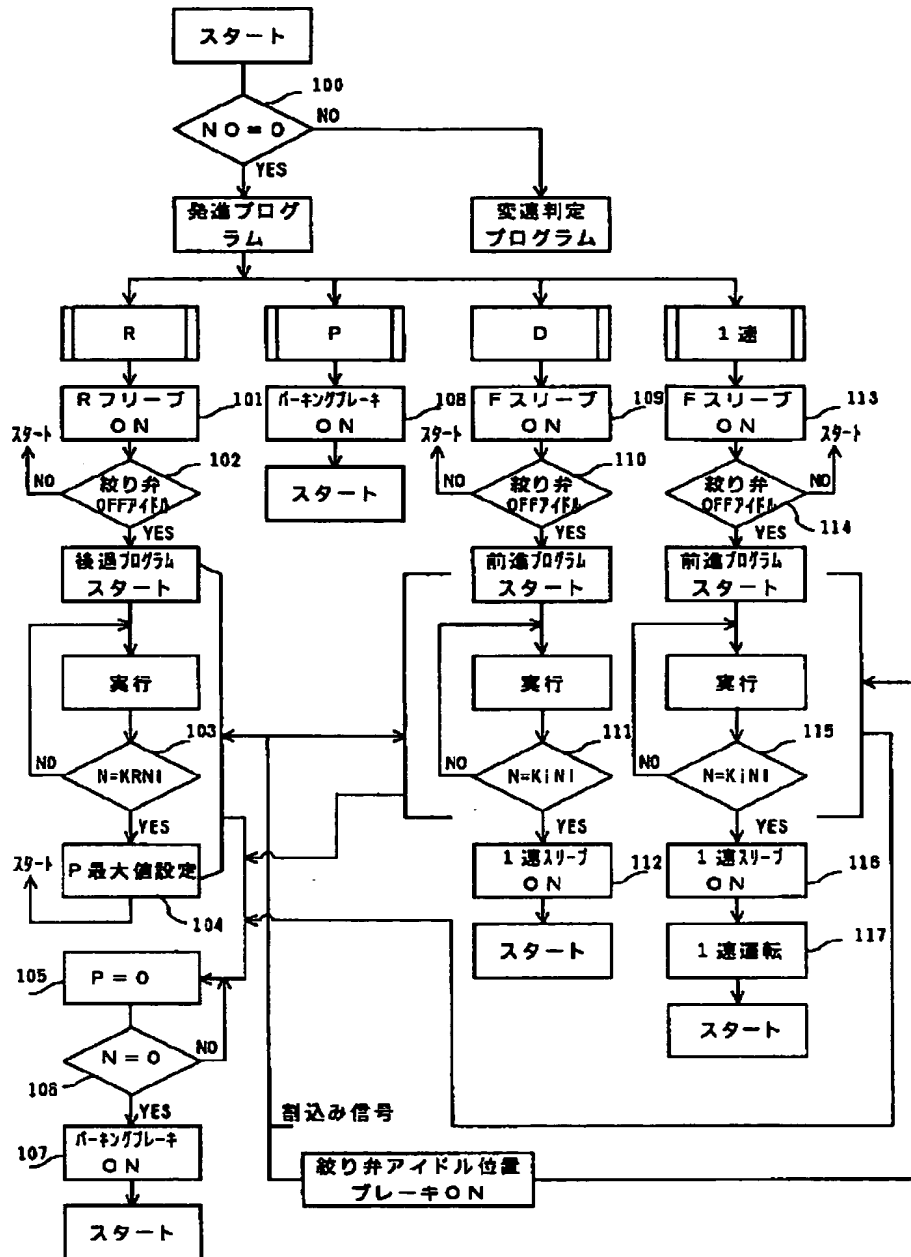 スタート
100
NO=0
NO
YES
発進プログ
ラム
変速判定
プログラム
R
P
D
1速
Rフリーブ
ON
101
パーキングブレーキ
ON
108
Fスリーブ
ON
109
Fスリーブ
ON
113
スタート
102
NO
絞り弁
OFFアイドル
YES
スタート
スタート
110
NO
絞り弁
OFFアイドル
YES
スタート
NO
絞り弁
OFFアイドル
114
YES
後過プログラム
スタート
前進プログラム
スタート
前進プログラム
スタート
実行
実行
実行
103
NO
N=KRNI
YES
111
NO
N=KiNI
YES
115
NO
N=KiNI
YES
スタート
P最大値設定
104
1速スリーブ
ON
112
1速スリーブ
ON
116
スタート
1速運転
117
スタート
105
P=0
N=0
NO
106
YES
107
パーキングブレーキ
ON
スタート
割込み信号
絞り弁アイドル位置
ブレーキON